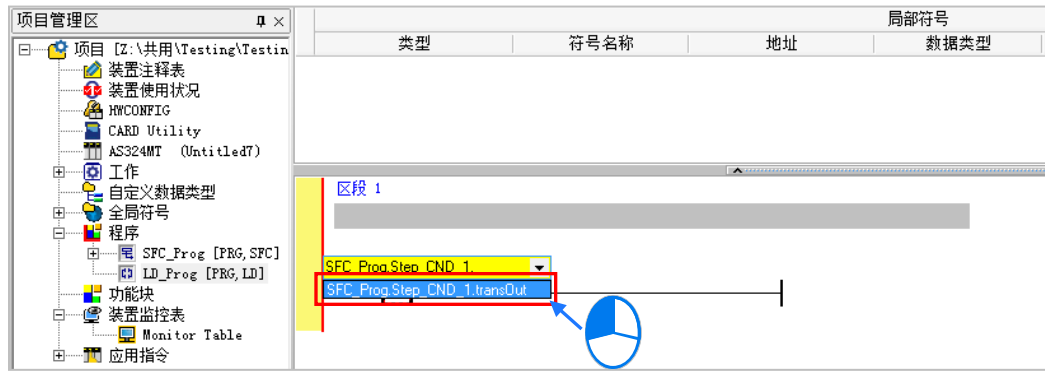 项目管理区
项目 [Z:\共用\Testing\Testin
装置注释表
装置使用状况
HWCONFIG
CARD Utility
AS324MT (Untitled7)
工作
自定义数据类型
全局符号
程序
SFC_Prog [PRG,SFC]
LD_Prog [PRG,LD]
功能块
装置监控表
Monitor Table
应用指令
局部符号
类型 符号名称 地址 数据类型
区段 1
SFC_Prog.Step_CND_1.
SFC_Prog.Step_CND_1.transOut